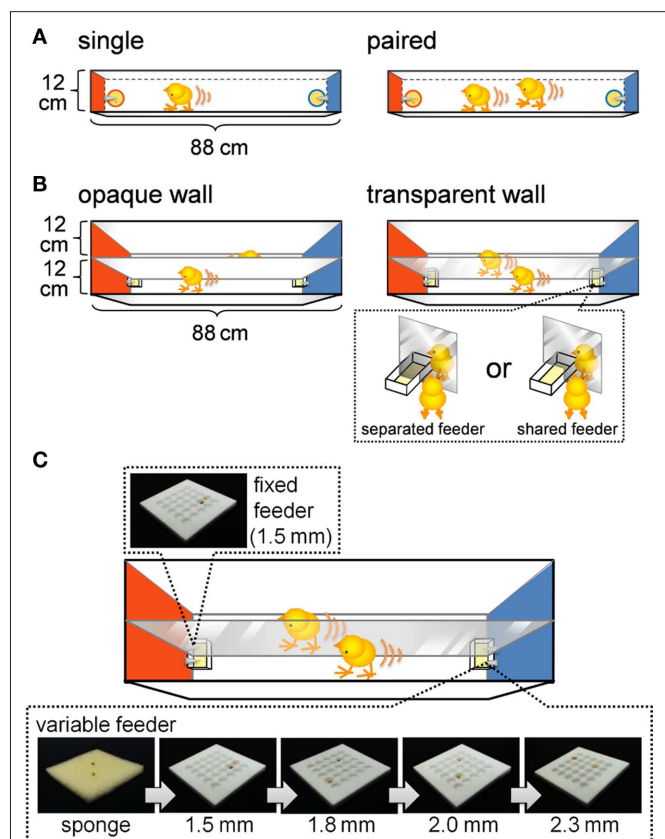 A
single
paired
12
cm
88 cm
B
opaque wall
transparent wall
12
cm
12
cm
88 cm
or
separated feeder
shared feeder
C
fixed
feeder
(1.5 mm)
variable feeder
sponge
1.5 mm
1.8 mm
2.0 mm
2.3 mm